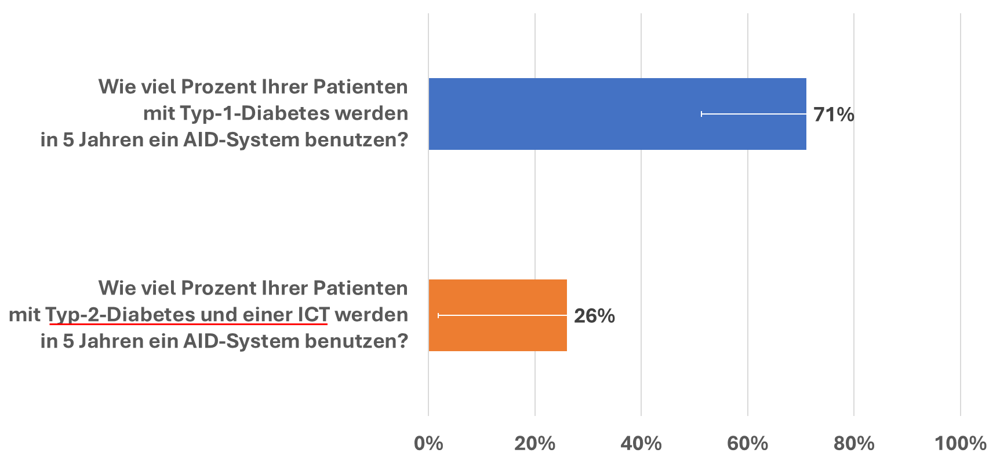 Wie viel Prozent Ihrer Patienten
mit Typ-1-Diabetes werden
in 5 Jahren ein AID-System benutzen?
71%
Wie viel Prozent Ihrer Patienten
mit Typ-2-Diabetes und einer ICT werden
in 5 Jahren ein AID-System benutzen?
26%
0% 20% 40% 60% 80% 100%